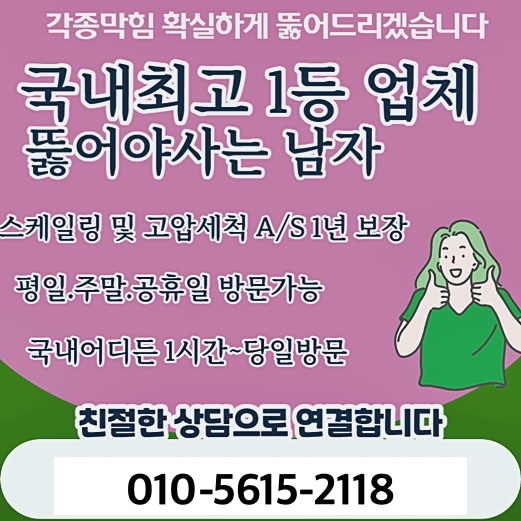 각종막힘 확실하게 뚫어드리겠습니다
국내최고 1등 업체
뚫어야사는 남자
스케일링 및 고압세척 A/S 1년 보장
평일.주말.공휴일 방문가능
국내어디든 1시간~당일방문
친절한 상담으로 연결합니다
010-5615-2118